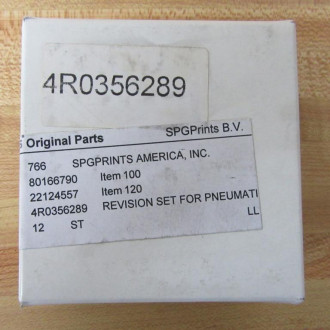 4R0356289
Original Parts SPGPrints B.V.
766 SPGPRINTS AMERICA, INC.
80166790 Item 100
22124557 Item 120
4R0356289 REVISION SET FOR PNEUMATI
12 ST LL